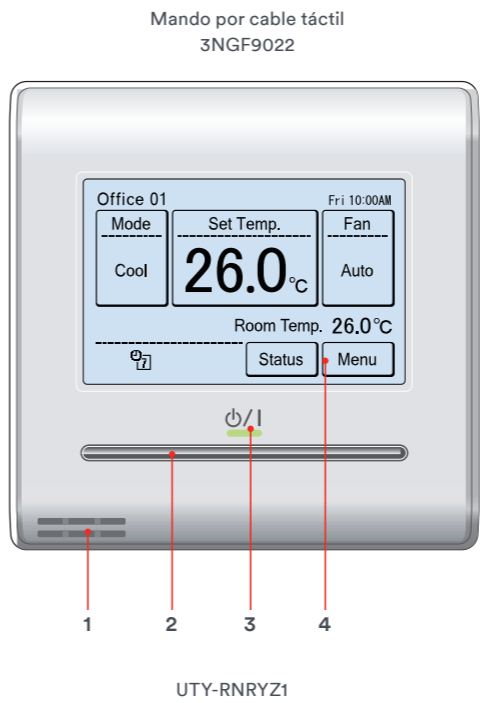 Mando por cable táctil
3NGF9022
Office 01
Fri 10:00AM
Mode
Set Temp.
Fan
Cool
26.0°C
Auto
Room Temp. 26.0°C
7
Status
Menu
⏻/I
1
2
3
4
UTY-RNRYZ1